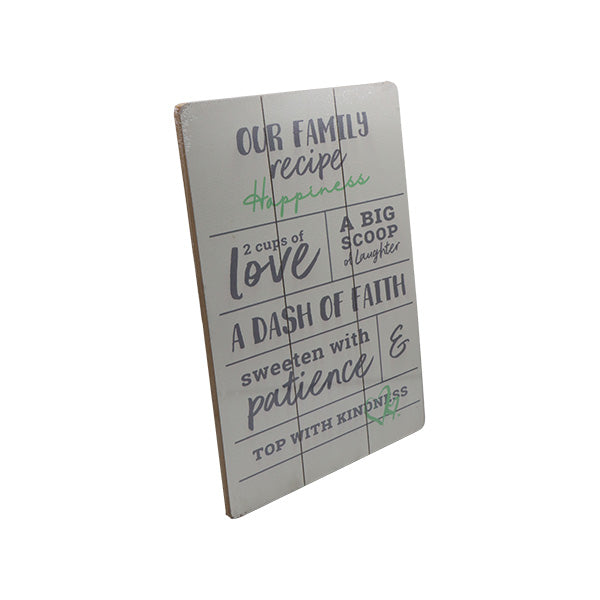 OUR FAMILY
recipe
Happiness
2 cups of
love
A BIG
SCOOP
of laughter
A DASH OF FAITH
sweeten with
patience
&
TOP WITH KINDNESS